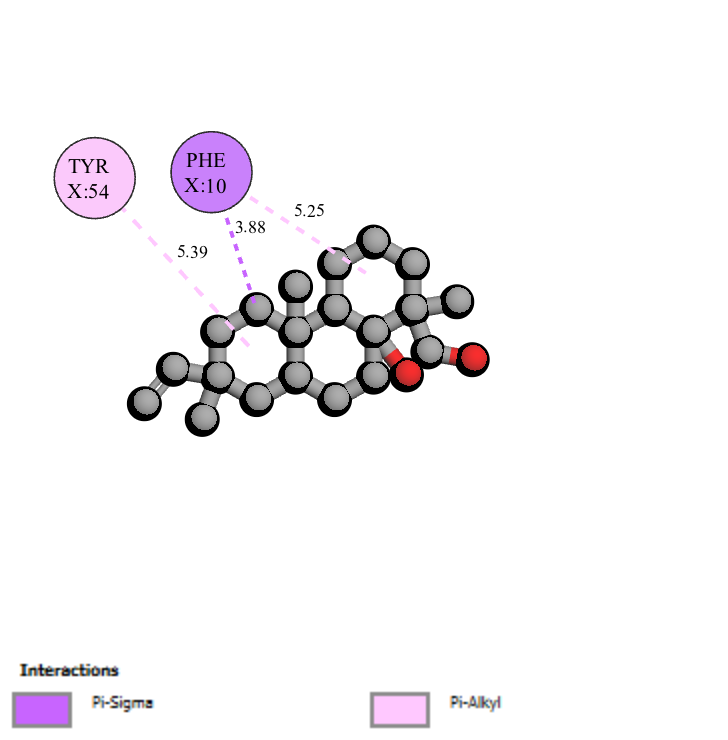 TYR
X:54
PHE
X:10
5.25
3.88
5.39
Interactions
Pi-Sigma
Pi-Alkyl